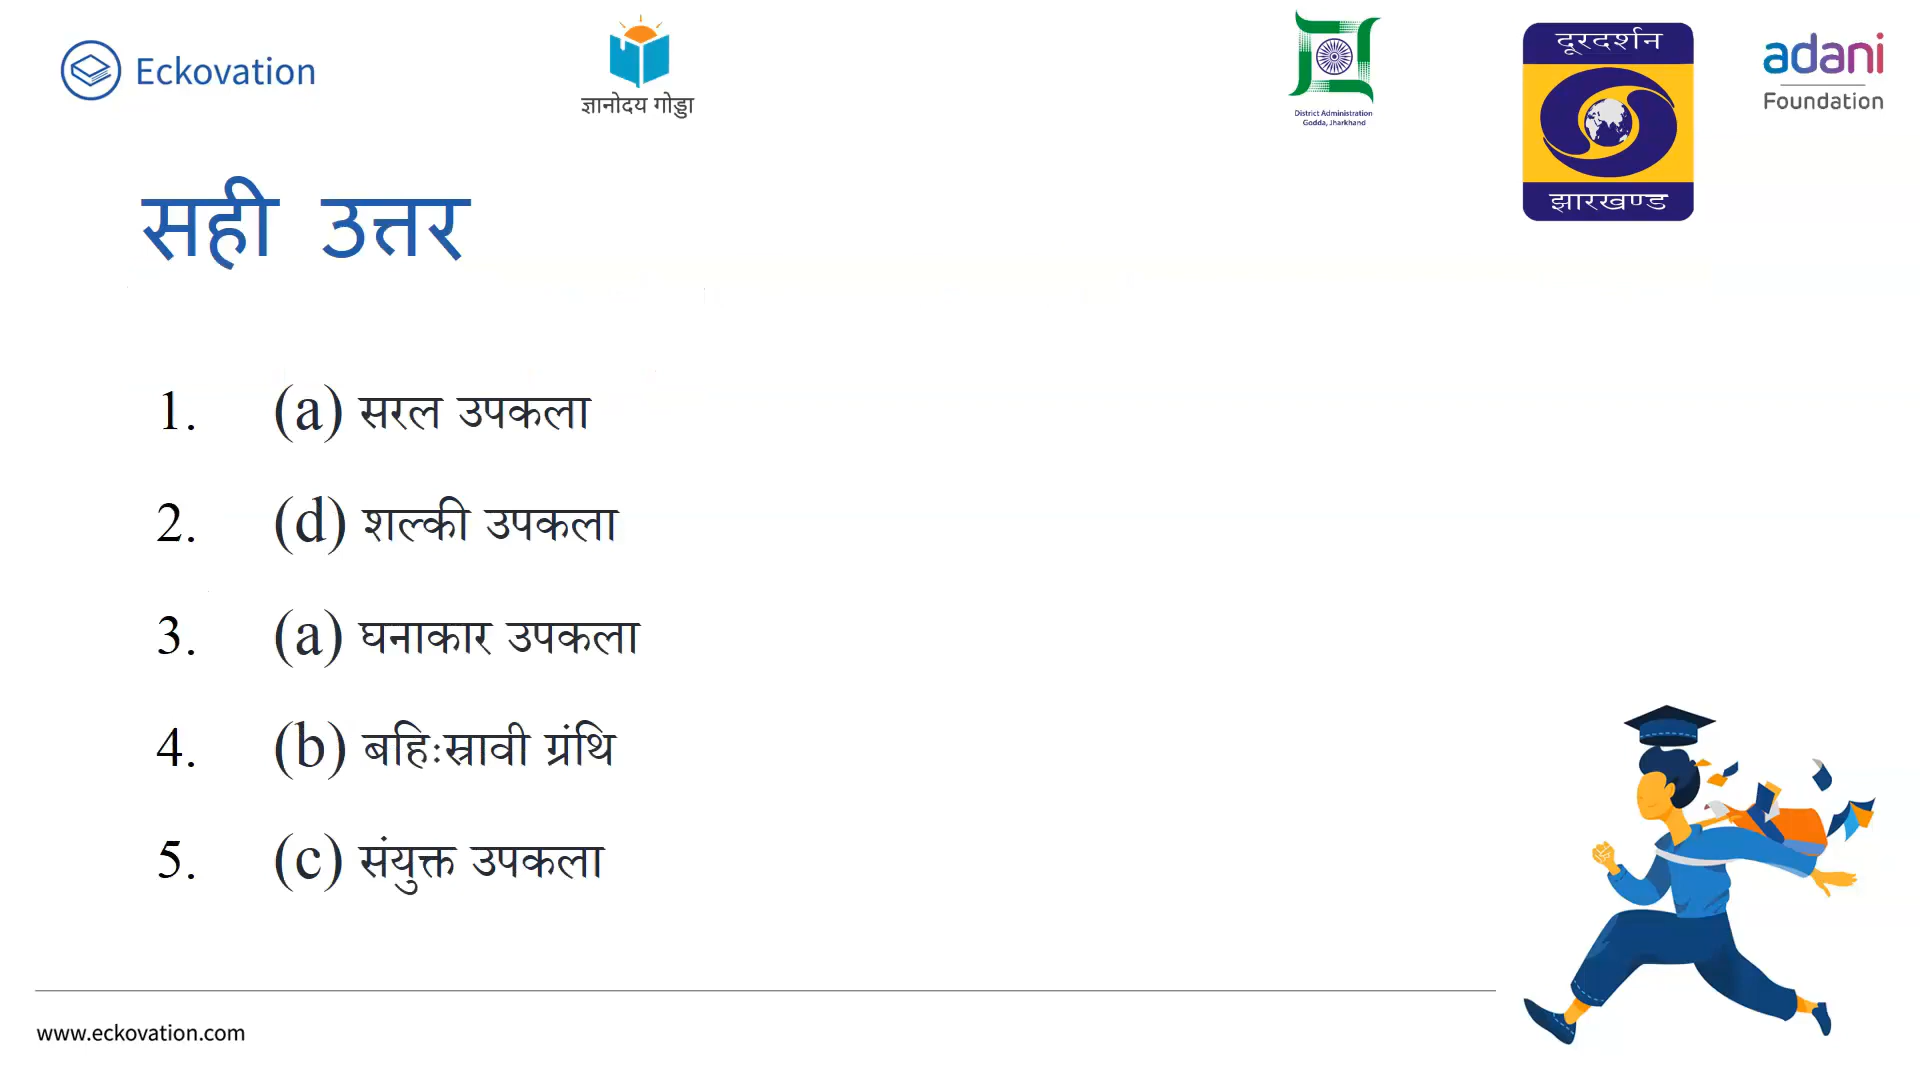 Eckovation
ज्ञानोदय गोड्डा
District Administration
Godda, Jharkhand
दूरदर्शन
झारखण्ड
adani
Foundation
सही उत्तर
1. (a) सरल उपकला
2. (d) शल्की उपकला
3. (a) घनाकार उपकला
4. (b) बहिःस्रावी ग्रंथि
5. (c) संयुक्त उपकला
www.eckovation.com